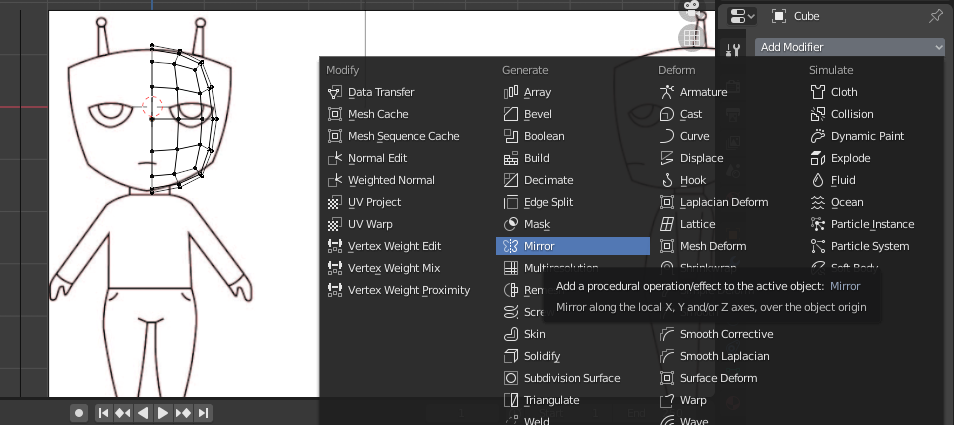 Cube
Add Modifier
Modify
Data Transfer
Mesh Cache
Mesh Sequence Cache
Normal Edit
Weighted Normal
UV Project
UV Warp
Vertex Weight Edit
Vertex Weight Mix
Vertex Weight Proximity
Generate
Array
Bevel
Boolean
Build
Decimate
Edge Split
Mask
Mirror
Multiresolution
Skin
Solidify
Subdivision Surface
Triangulate
Weld
Deform
Armature
Cast
Curve
Displace
Hook
Laplacian Deform
Lattice
Mesh Deform
Shrinkwrap
Smooth Corrective
Smooth Laplacian
Surface Deform
Warp
Wave
Simulate
Cloth
Collision
Dynamic Paint
Explode
Fluid
Ocean
Particle Instance
Particle System
Soft Body
Add a procedural operation/effect to the active object: Mirror
Mirror along the local X, Y and/or Z axes, over the object origin